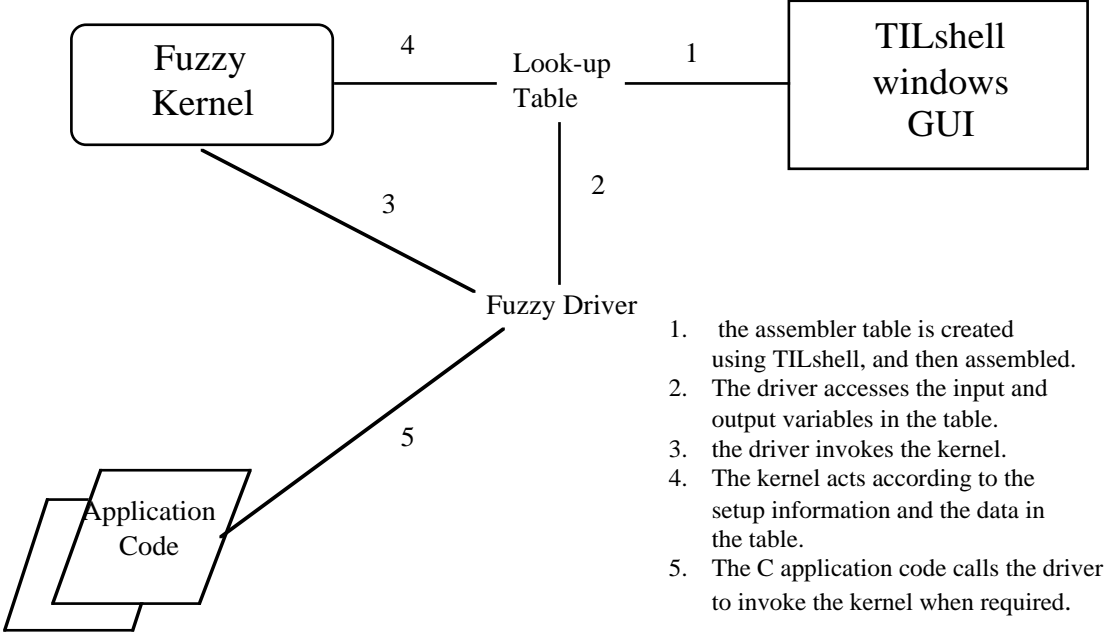 Fuzzy
Kernel
4
Look-up
Table
1
TILshell
windows
GUI
3
2
Fuzzy Driver
5
Application
Code
1. the assembler table is created
using TILshell, and then assembled.
2. The driver accesses the input and
output variables in the table.
3. the driver invokes the kernel.
4. The kernel acts according to the
setup information and the data in
the table.
5. The C application code calls the driver
to invoke the kernel when required.